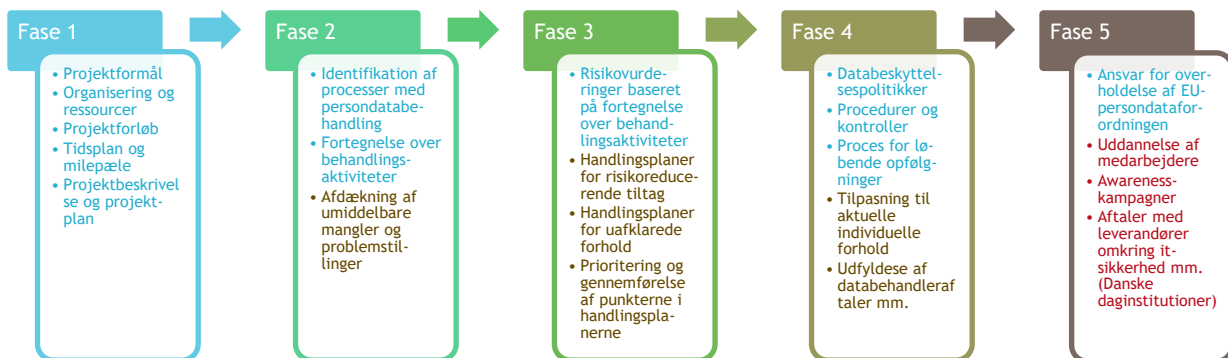 Fase 1
• Projektformål
• Organisering og
ressourcer
• Projektforløb
• Tidsplan og
milepæle
• Projektbeskrivel
se og projekt-
plan
Fase 2
• Identifikation af
processer med
persondatabe-
handling
• Fortegnelse over
behandlings-
aktiviteter
• Afdækning af
umiddelbare
mangler og
problemstil-
linger
Fase 3
• Risikovurde-
ringer baseret
på fortegnelse
over behand-
lingsaktiviteter
• Handlingsplaner
for risikoreduce-
rende tiltag
• Handlingsplaner
for uafklarede
forhold
• Prioritering og
gennemførelse
af punkterne i
handlingspla-
nerne
Fase 4
• Databeskyttel-
sespolitikker
• Procedurer og
kontroller
• Proces for lø-
bende opfølg-
ninger
• Tilpasning til
aktuelle
individuelle
forhold
• Udfyldese af
databehandleraf
taler mm.
Fase 5
• Ansvar for over-
holdelse af EU-
persondatafor-
ordningen
• Uddannelse af
medarbejdere
• Awareness-
kampagner
• Aftaler med
leverandører
omkring it-
sikkerhed mm.
(Danske
daginstitutioner)